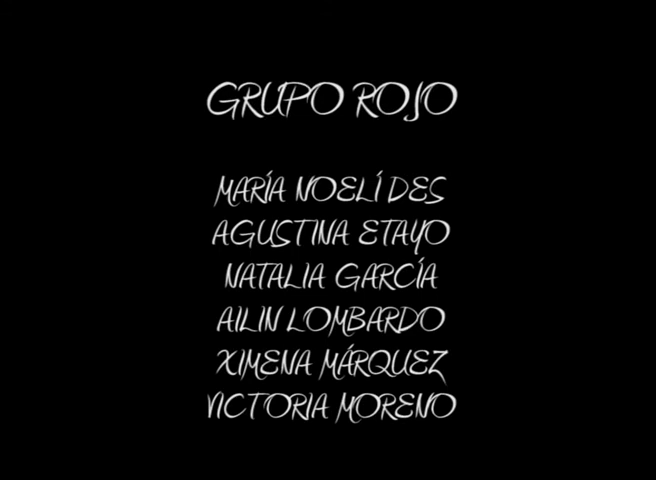 GRUPO ROJO
MARÍA NOELÍ DES
AGUSTINA ETAYO
NATALIA GARCÍA
AILIN LOMBARDO
XIMENA MÁRQUEZ
VICTORIA MORENO